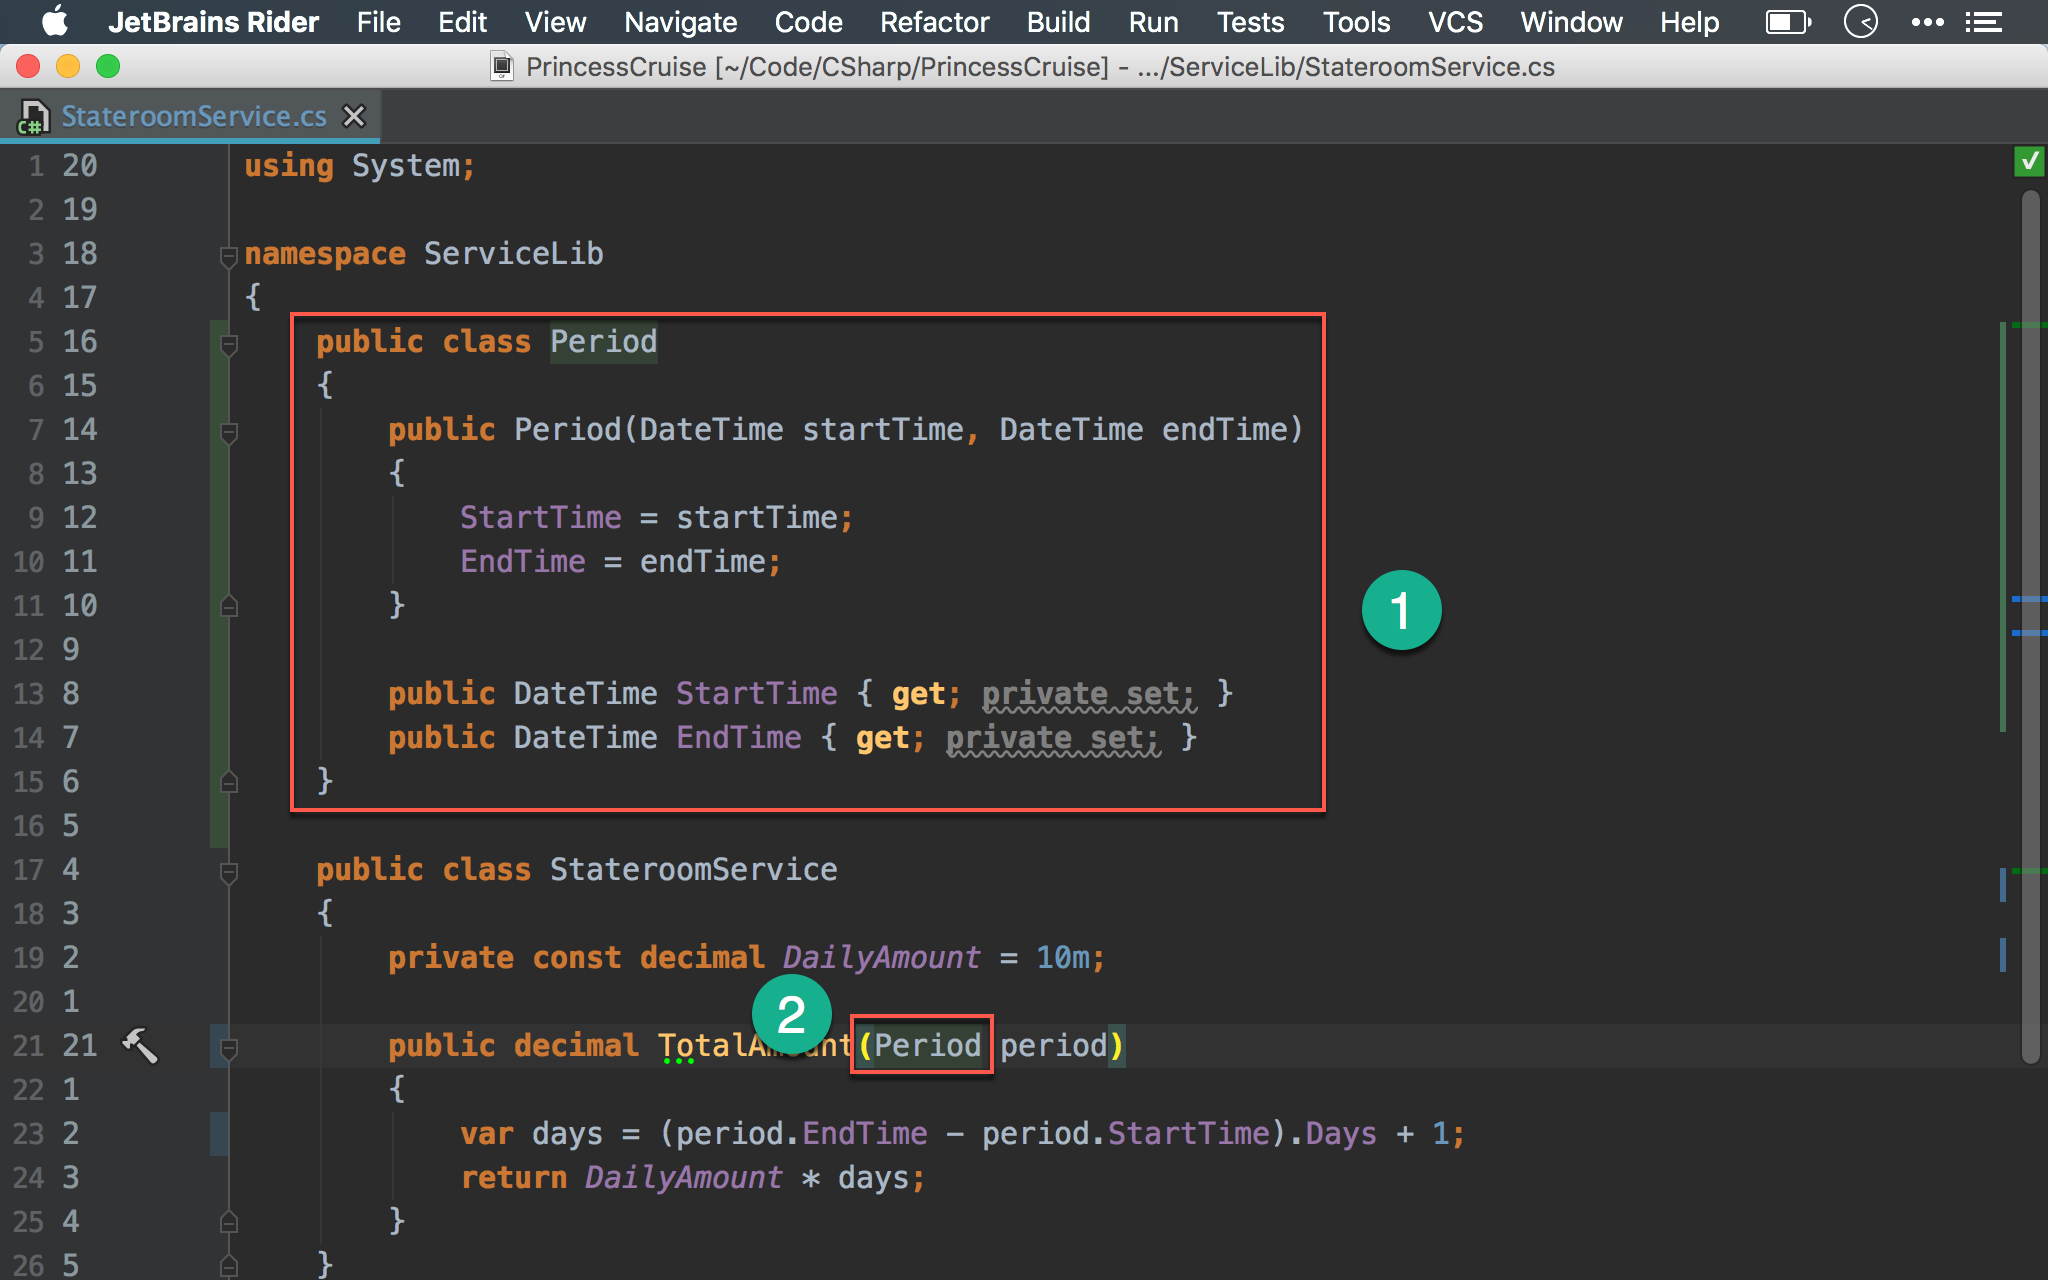 JetBrains Rider File Edit View Navigate Code Refactor Build Run Tests Tools VCS Window Help
PrincessCruise [~/Code/CSharp/PrincessCruise] - .../ServiceLib/StateroomService.cs
C# StateroomService.cs
1 20 using System;
2 19
3 18 namespace ServiceLib
4 17 {
5 16 public class Period
6 15 {
7 14 public Period(DateTime startTime, DateTime endTime)
8 13 {
9 12 StartTime = startTime;
10 11 EndTime = endTime;
11 10 }
1
12 9
13 8 public DateTime StartTime { get; private set; }
14 7 public DateTime EndTime { get; private set; }
15 6 }
16 5
17 4 public class StateroomService
18 3 {
19 2 private const decimal DailyAmount = 10m;
20 1
2
21 21 public decimal TotalAmount(Period period)
22 1 {
23 2 var days = (period.EndTime - period.StartTime).Days + 1;
24 3 return DailyAmount * days;
25 4 }
26 5 }